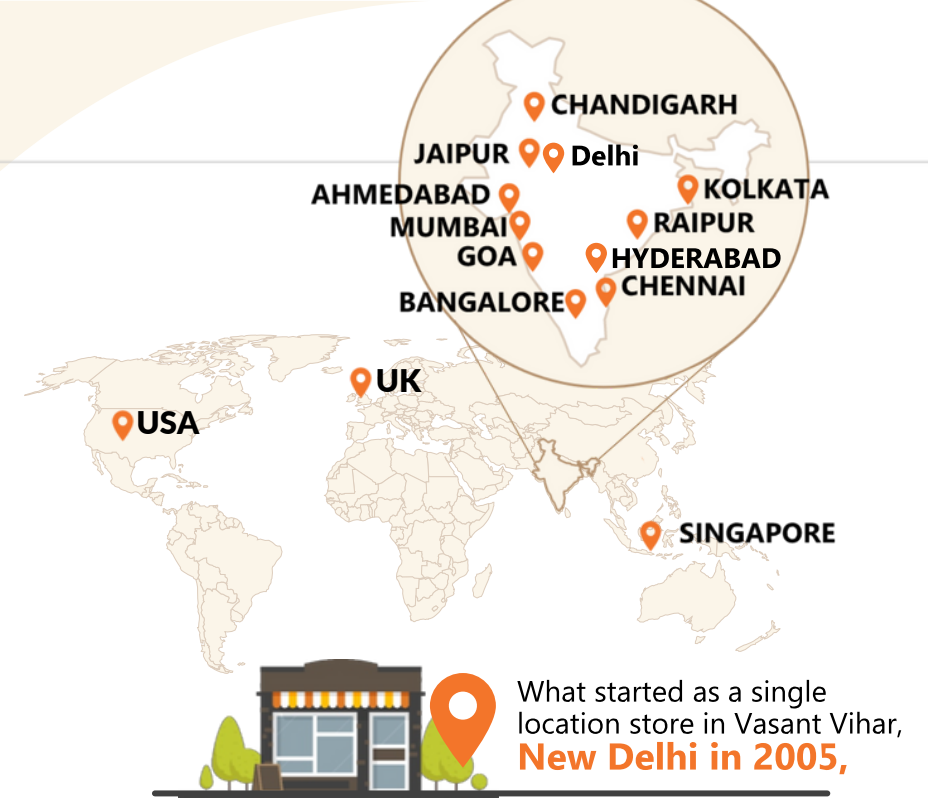 CHANDIGARH
JAIPUR
Delhi
AHMEDABAD
KOLKATA
MUMBAI
RAIPUR
GOA
HYDERABAD
CHENNAI
BANGALORE
UK
USA
SINGAPORE
What started as a single
location store in Vasant Vihar,
New Delhi in 2005,